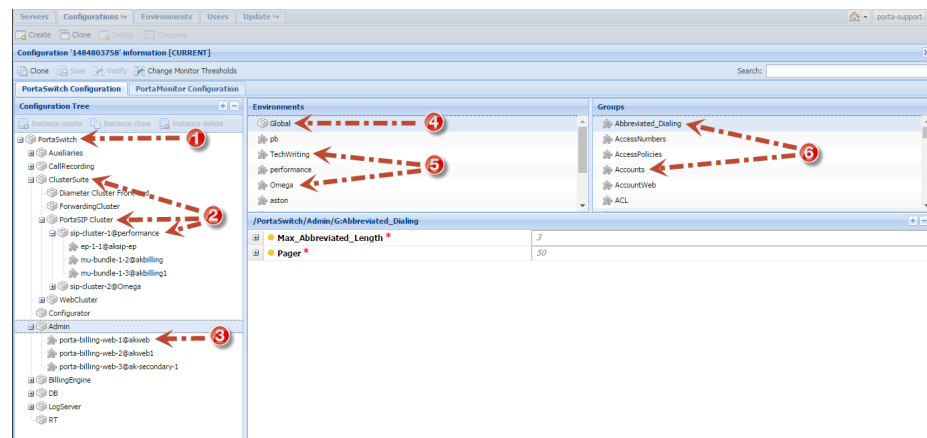 Servers Configurations Environments Users Update
porta-support
Create Clone Delete Compare
Configuration '1484803758' information [CURRENT]
Clone Save Verify Change Monitor Thresholds Search:
PortaSwitch Configuration PortaMonitor Configuration
Configuration Tree
Environments
Groups
Instance create Instance clone Instance delete
PortaSwitch
1
Auxiliaries
CallRecording
ClusterSuite
Diameter Cluster Front-end
ForwardingCluster
PortaSIP Cluster
2
sip-cluster-1@performance
ep-1-1@aksip-ep
mu-bundle-1-2@akbilling
mu-bundle-1-3@akbilling1
sip-cluster-2@Omega
WebCluster
Configurator
Admin
porta-billing-web-1@akweb
3
porta-billing-web-2@akweb1
porta-billing-web-3@ak-secondary-1
BillingEngine
DB
LogServer
RT
Global
4
pb
TechWriting
5
performance
Omega
aston
Abbreviated_Dialing
AccessNumbers
AccessPolicies
6
Accounts
AccountWeb
ACL
/PortaSwitch/Admin/G:Abbreviated_Dialing
Max_Abbreviated_Length * 3
Pager * 50